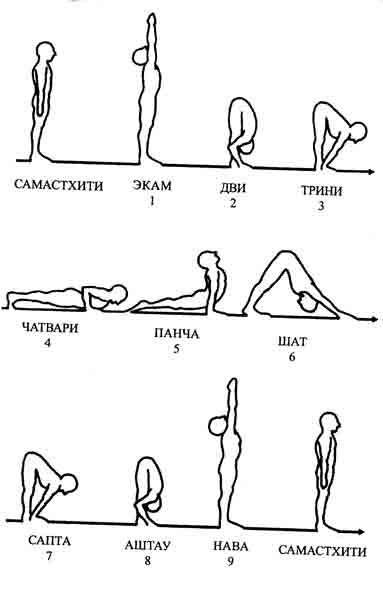 САМАСТХИТИ ЭКАМ ДВИ ТРИНИ
1 2 3
ЧАТВАРИ ПАНЧА ШАТ
4 5 6
САПТА АШТАУ НАВА САМАСТХИТИ
7 8 9